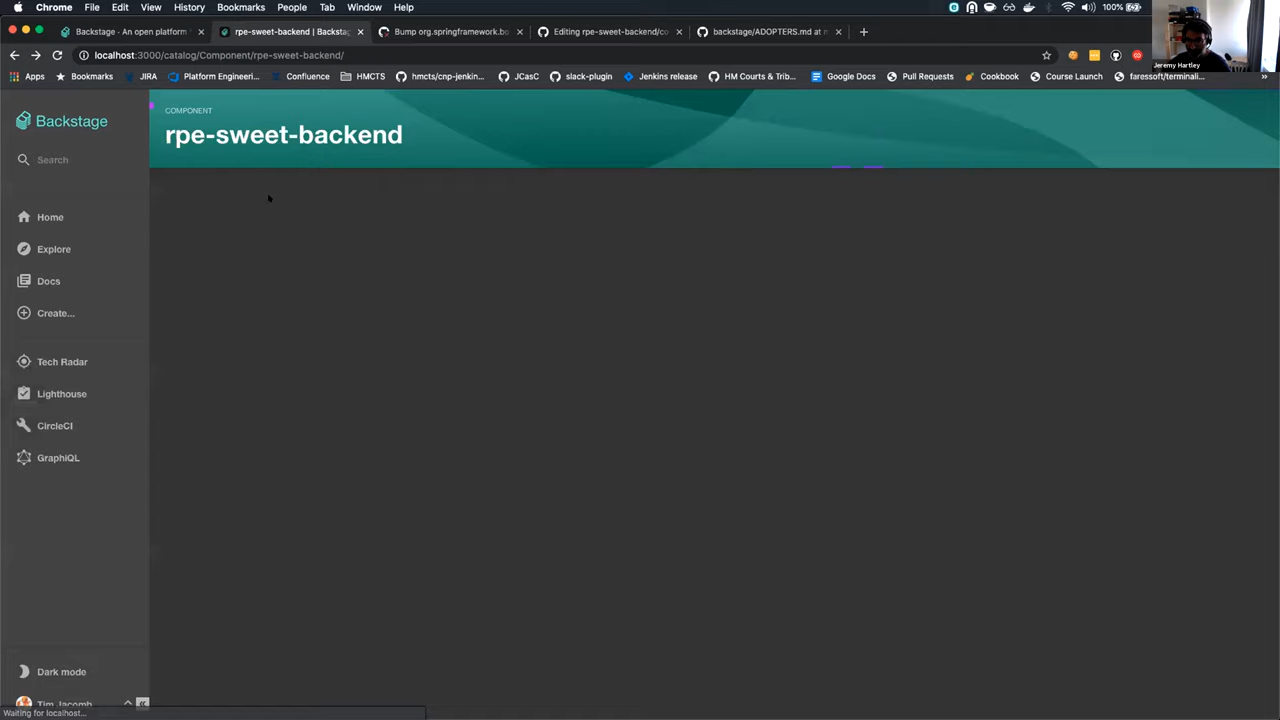 Chrome File Edit View History Bookmarks People Tab Window Help 100%
Backstage - An open platform
rpe-sweet-backend | Backstag
Bump org.springframework.bo
Editing rpe-sweet-backend/co
backstage/ADOPTERS.md at m
localhost:3000/catalog/Component/rpe-sweet-backend/
Apps Bookmarks JIRA Platform Engineeri... Confluence HMCTS hmcts/cnp-jenkin... JCasC slack-plugin Jenkins release HM Courts & Trib... Google Docs Pull Requests Cookbook Course Launch faressoft/terminali... »
Jeremy Hartley
Backstage
Search
Home
Explore
Docs
Create...
Tech Radar
Lighthouse
CircleCI
GraphiQL
Dark mode
Tim Jacomb
Waiting for localhost...
COMPONENT
rpe-sweet-backend